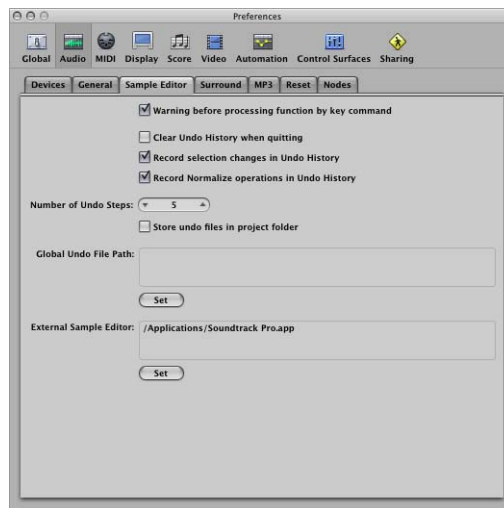 Preferences
Global Audio MIDI Display Score Video Automation Control Surfaces Sharing
Devices General Sample Editor Surround MP3 Reset Nodes
Warning before processing function by key command
Clear Undo History when quitting
Record selection changes in Undo History
Record Normalize operations in Undo History
Number of Undo Steps: 5
Store undo files in project folder
Global Undo File Path:
Set
External Sample Editor: /Applications/Soundtrack Pro.app
Set